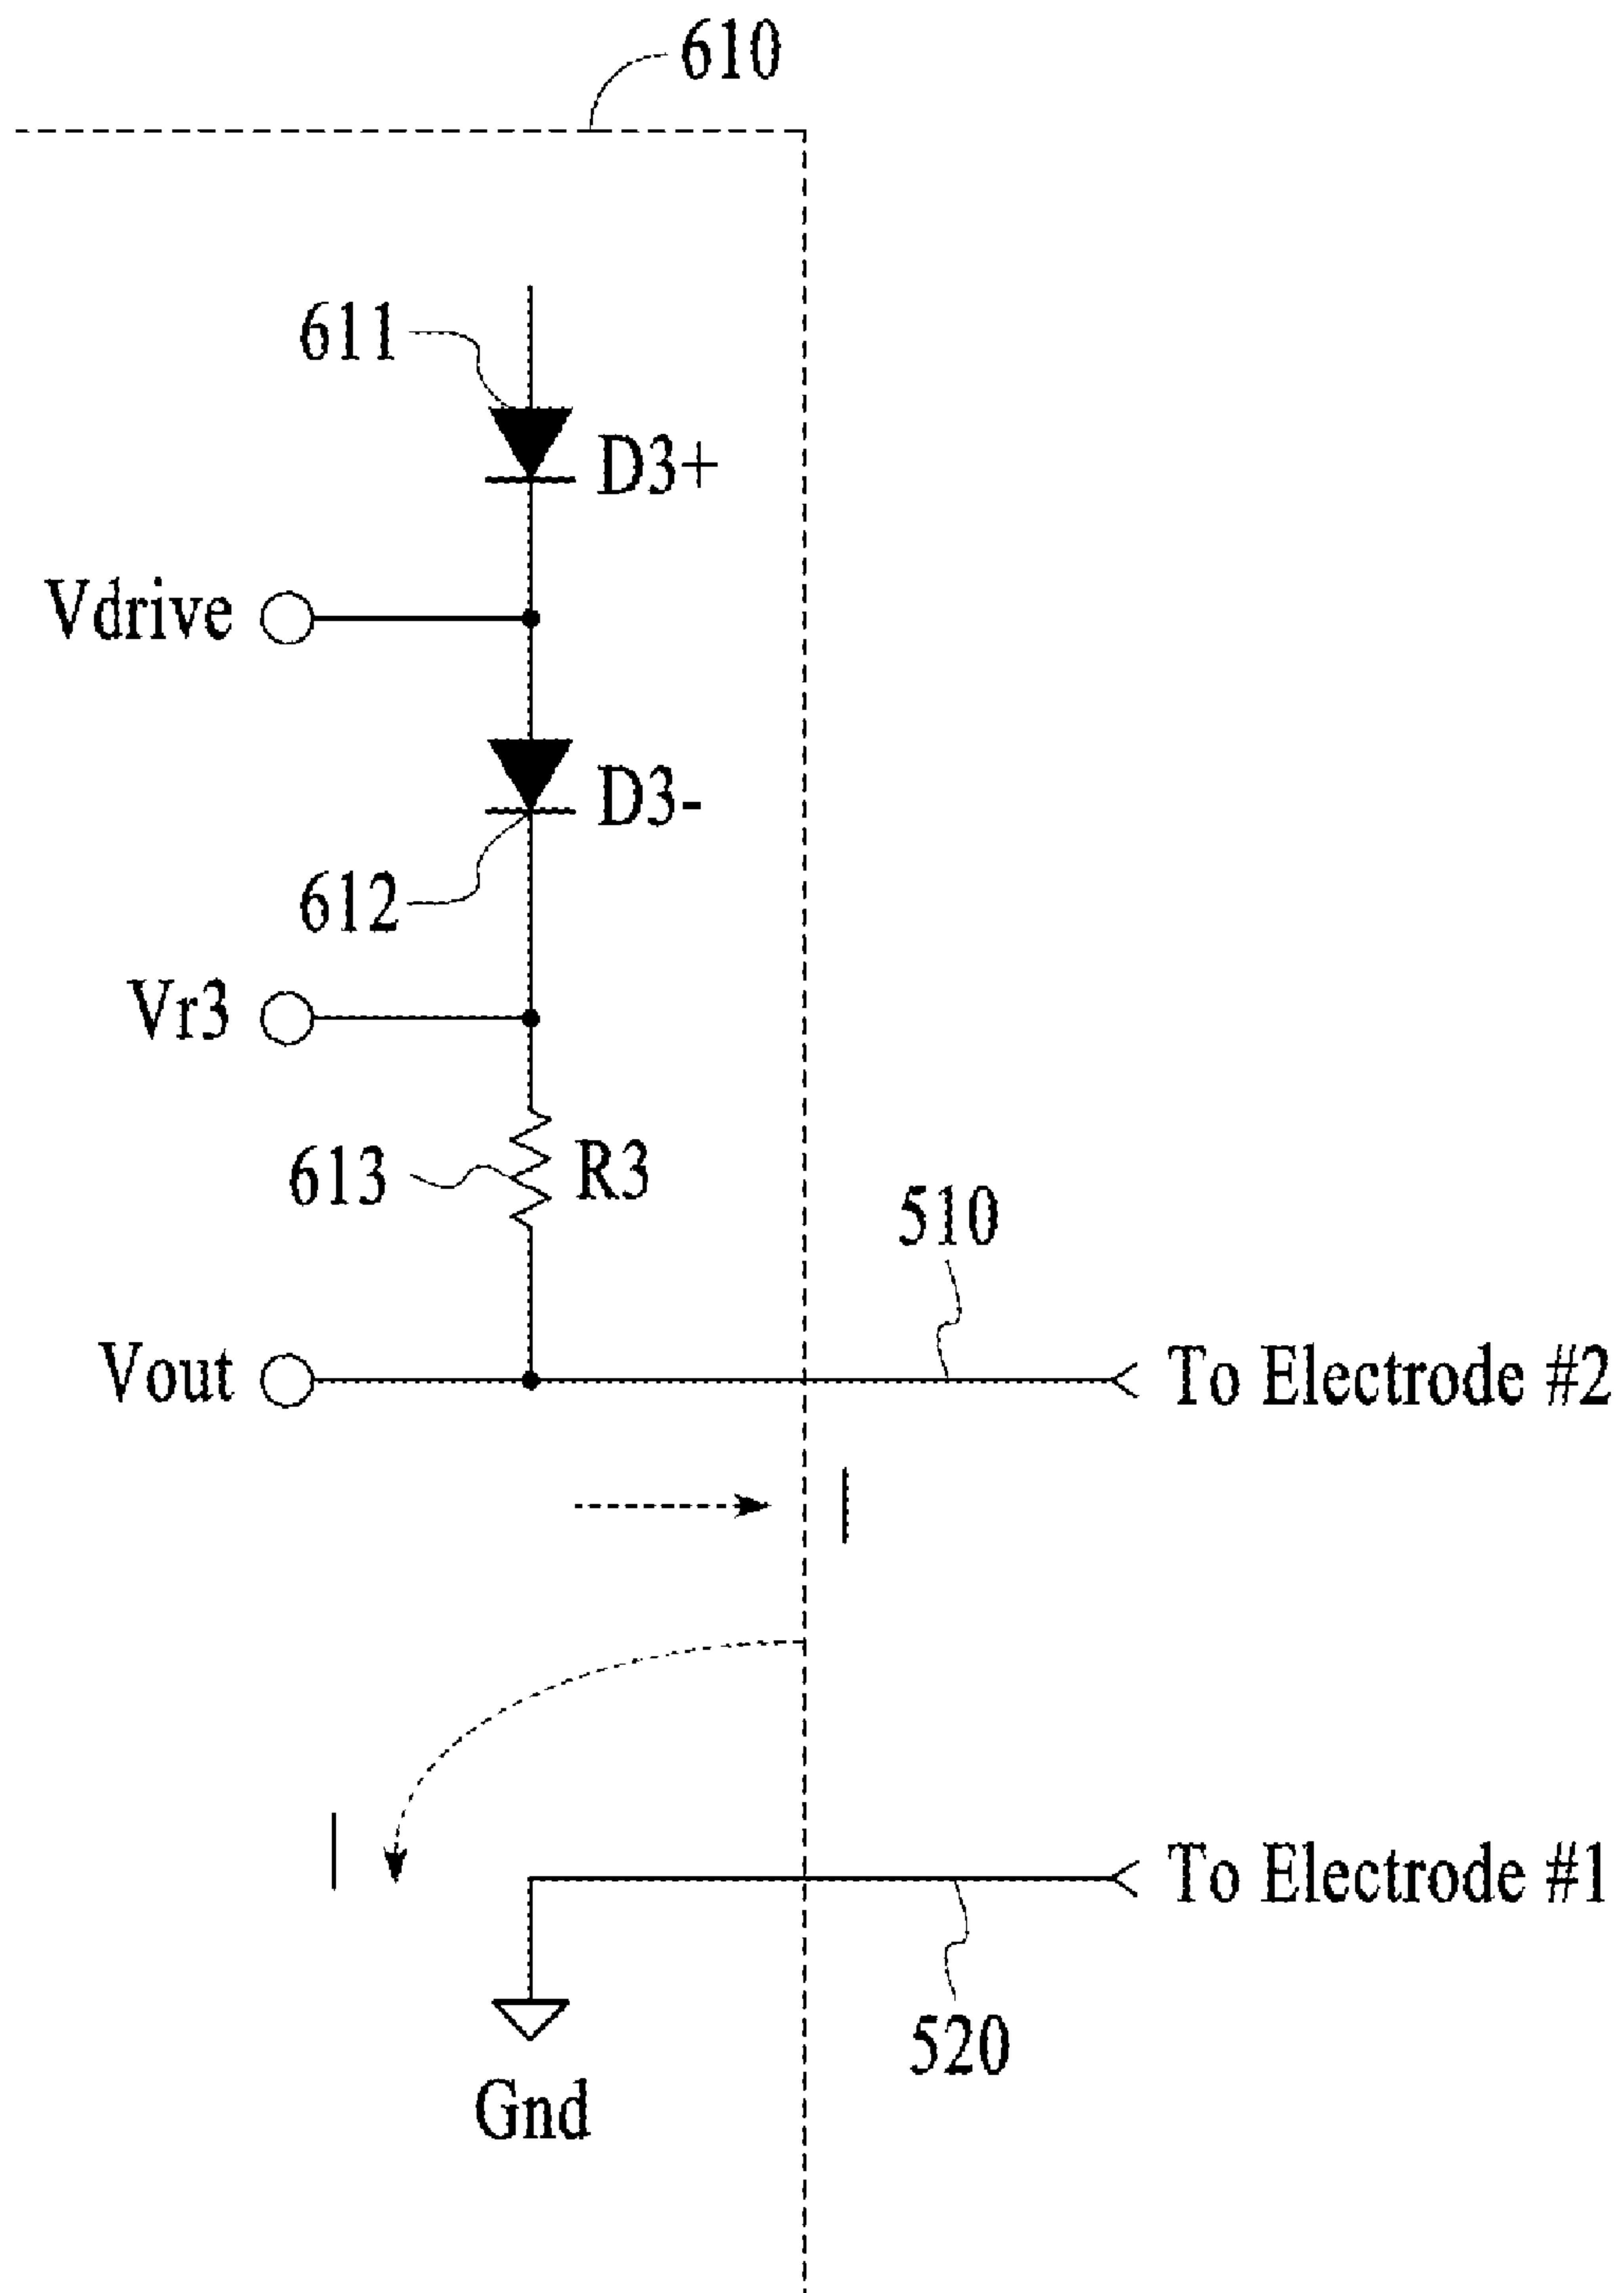 610
611
D3+
Vdrive
D3-
612
Vr3
613
R3
510
Vout
To Electrode #2
I
I
To Electrode #1
520
Gnd